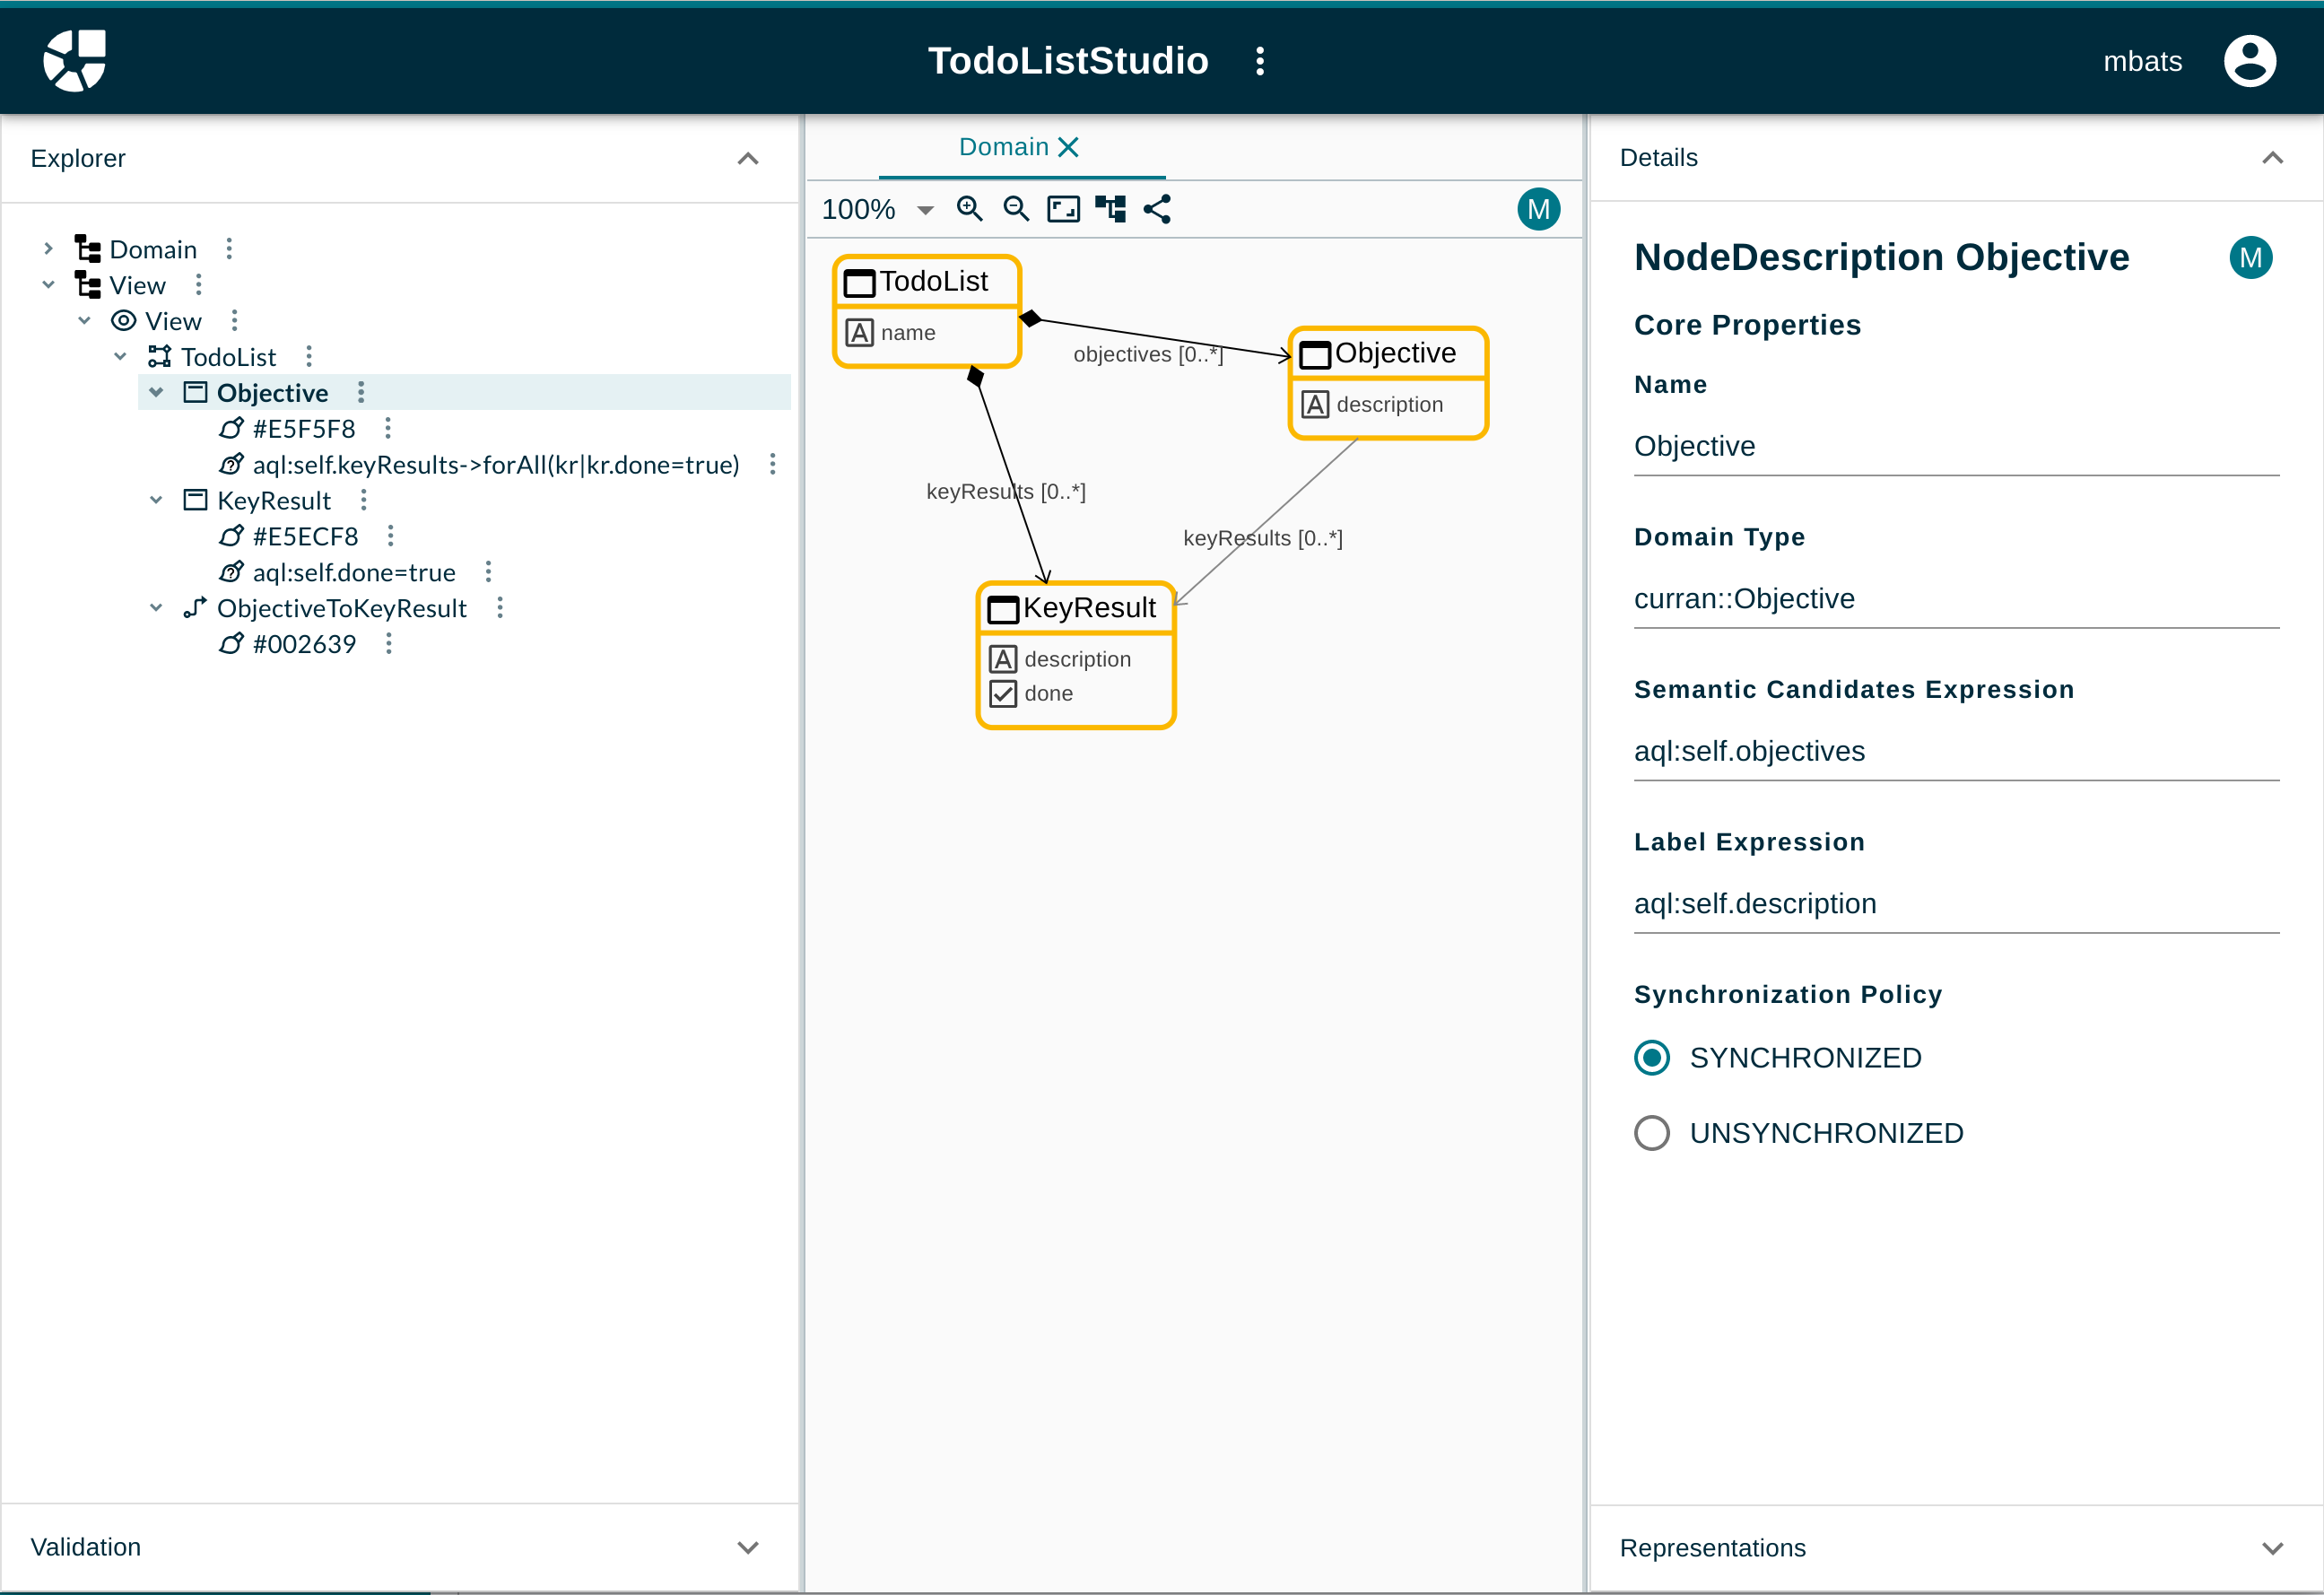 TodoListStudio
mbats
Explorer
Domain
View
View
TodoList
Objective
#E5F5F8
aql:self.keyResults->forAll(kr|kr.done=true)
KeyResult
#E5ECF8
aql:self.done=true
ObjectiveToKeyResult
#002639
Validation
Domain
100%
M
TodoList
A name
objectives [0..*]
Objective
A description
keyResults [0..*]
keyResults [0..*]
KeyResult
A description
done
Details
NodeDescription Objective
M
Core Properties
Name
Objective
Domain Type
curran::Objective
Semantic Candidates Expression
aql:self.objectives
Label Expression
aql:self.description
Synchronization Policy
SYNCHRONIZED
UNSYNCHRONIZED
Representations